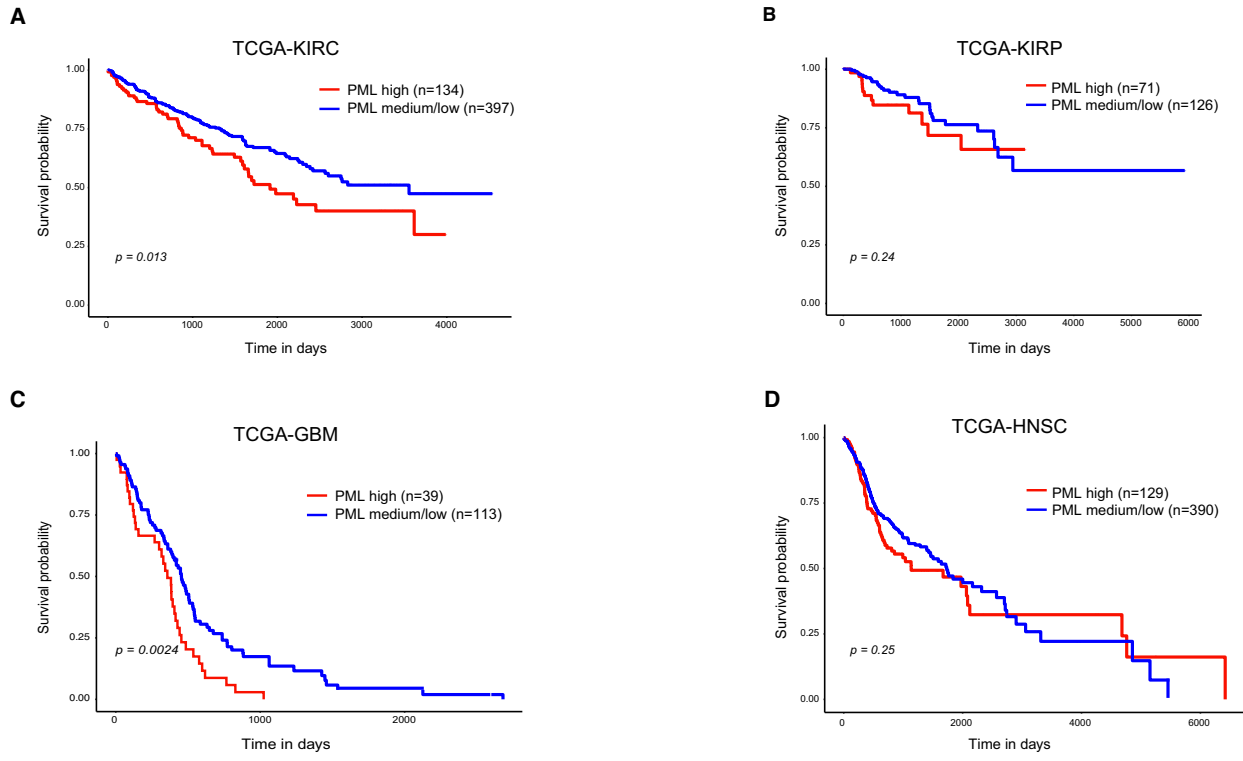 A
TCGA-KIRC
PML high (n=134)
PML medium/low (n=397)
Survival probability
1.00
0.75
0.50
0.25
0.00
p = 0.013
0 1000 2000 3000 4000
Time in days
B
TCGA-KIRP
PML high (n=71)
PML medium/low (n=126)
Survival probability
1.00
0.75
0.50
0.25
0.00
p = 0.24
0 1000 2000 3000 4000 5000 6000
Time in days
C
TCGA-GBM
PML high (n=39)
PML medium/low (n=113)
Survival probability
1.00
0.75
0.50
0.25
0.00
p = 0.0024
0 1000 2000
Time in days
D
TCGA-HNSC
PML high (n=129)
PML medium/low (n=390)
Survival probability
1.00
0.75
0.50
0.25
0.00
p = 0.25
0 2000 4000 6000
Time in days